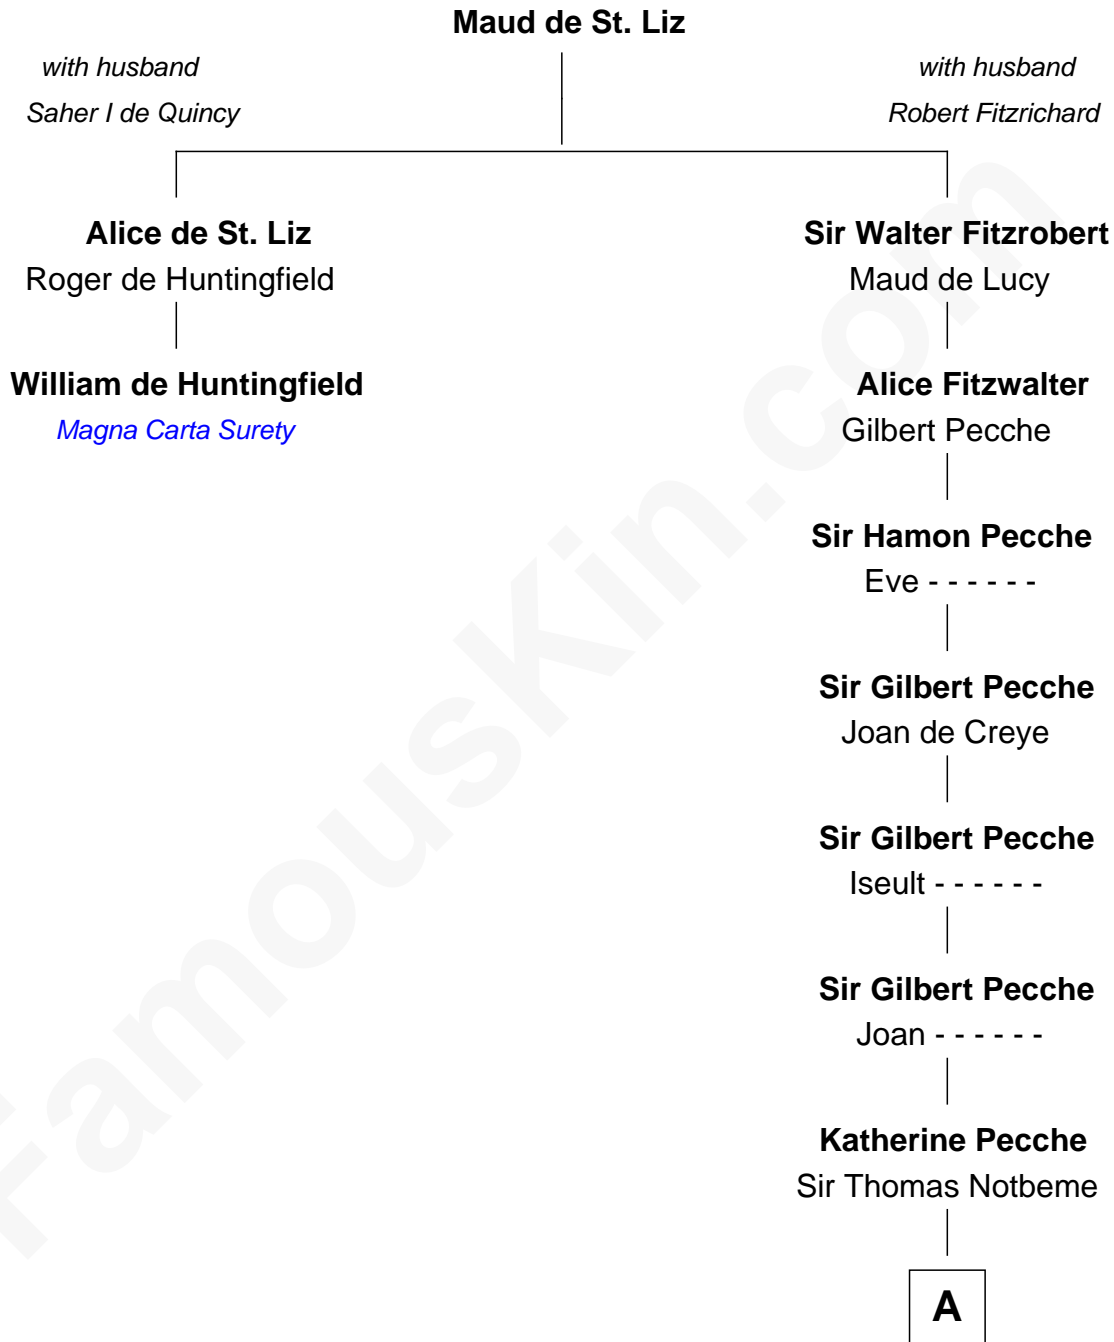 Maud de St. Liz
with husband
Saher I de Quincy
with husband
Robert Fitzrichard
Alice de St. Liz
Roger de Huntingfield
Sir Walter Fitzrobert
Maud de Lucy
William de Huntingfield
Magna Carta Surety
Alice Fitzwalter
Gilbert Pecche
Sir Hamon Pecche
Eve - - - - - -
Sir Gilbert Pecche
Joan de Creye
Sir Gilbert Pecche
Iseult - - - - - -
Sir Gilbert Pecche
Joan - - - - - -
Katherine Pecche
Sir Thomas Notbeme
A
FamousKin.com